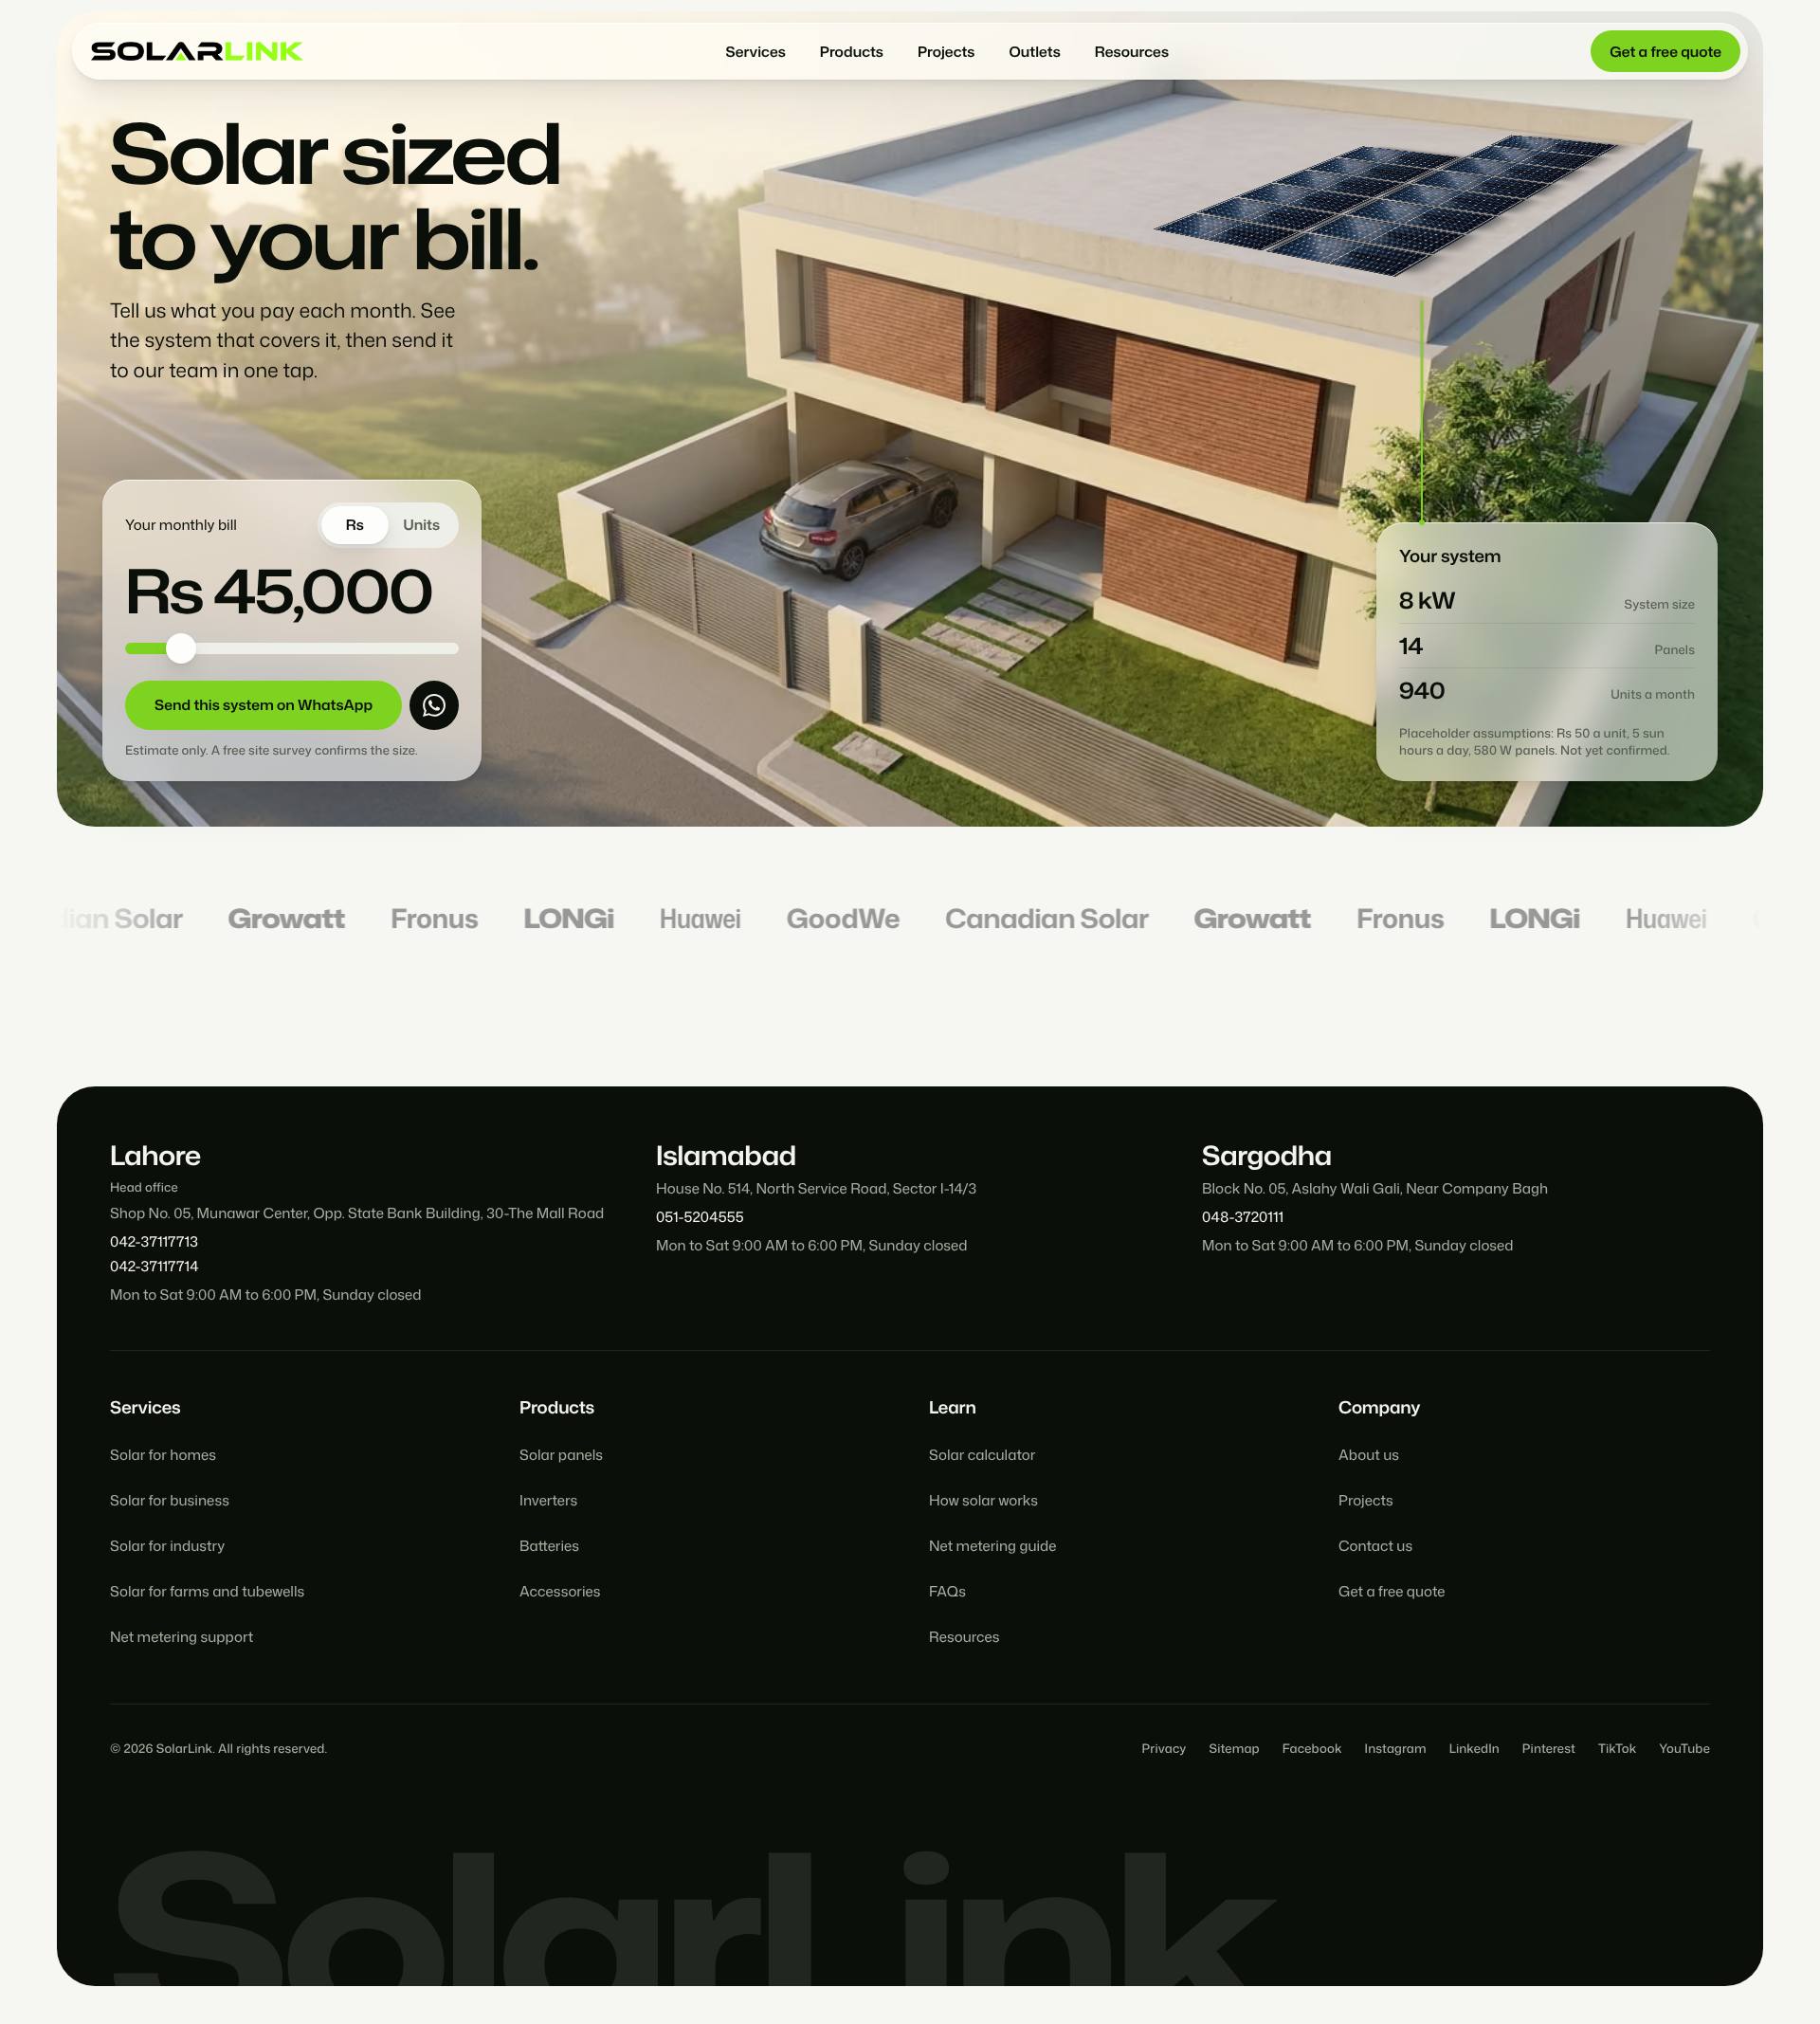 SOLARLINK
Services Products Projects Outlets Resources
Get a free quote
Solar sized
to your bill.
Tell us what you pay each month. See
the system that covers it, then send it
to our team in one tap.
Your monthly bill
Rs Units
Rs 45,000
Send this system on WhatsApp
Estimate only. A free site survey confirms the size.
Your system
8 kW System size
14 Panels
940 Units a month
Placeholder assumptions: Rs 50 a unit, 5 sun
hours a day, 580 W panels. Not yet confirmed.
dian Solar Growatt Fronus LONGi Huawei GoodWe Canadian Solar Growatt Fronus LONGi Huawei
Lahore
Head office
Shop No. 05, Munawar Center, Opp. State Bank Building, 30-The Mall Road
042-37117713
042-37117714
Mon to Sat 9:00 AM to 6:00 PM, Sunday closed
Islamabad
House No. 514, North Service Road, Sector I-14/3
051-5204555
Mon to Sat 9:00 AM to 6:00 PM, Sunday closed
Sargodha
Block No. 05, Aslahy Wali Gali, Near Company Bagh
048-3720111
Mon to Sat 9:00 AM to 6:00 PM, Sunday closed
Services
Solar for homes
Solar for business
Solar for industry
Solar for farms and tubewells
Net metering support
Products
Solar panels
Inverters
Batteries
Accessories
Learn
Solar calculator
How solar works
Net metering guide
FAQs
Resources
Company
About us
Projects
Contact us
Get a free quote
© 2026 SolarLink. All rights reserved.
Privacy Sitemap Facebook Instagram LinkedIn Pinterest TikTok YouTube
SolarLink